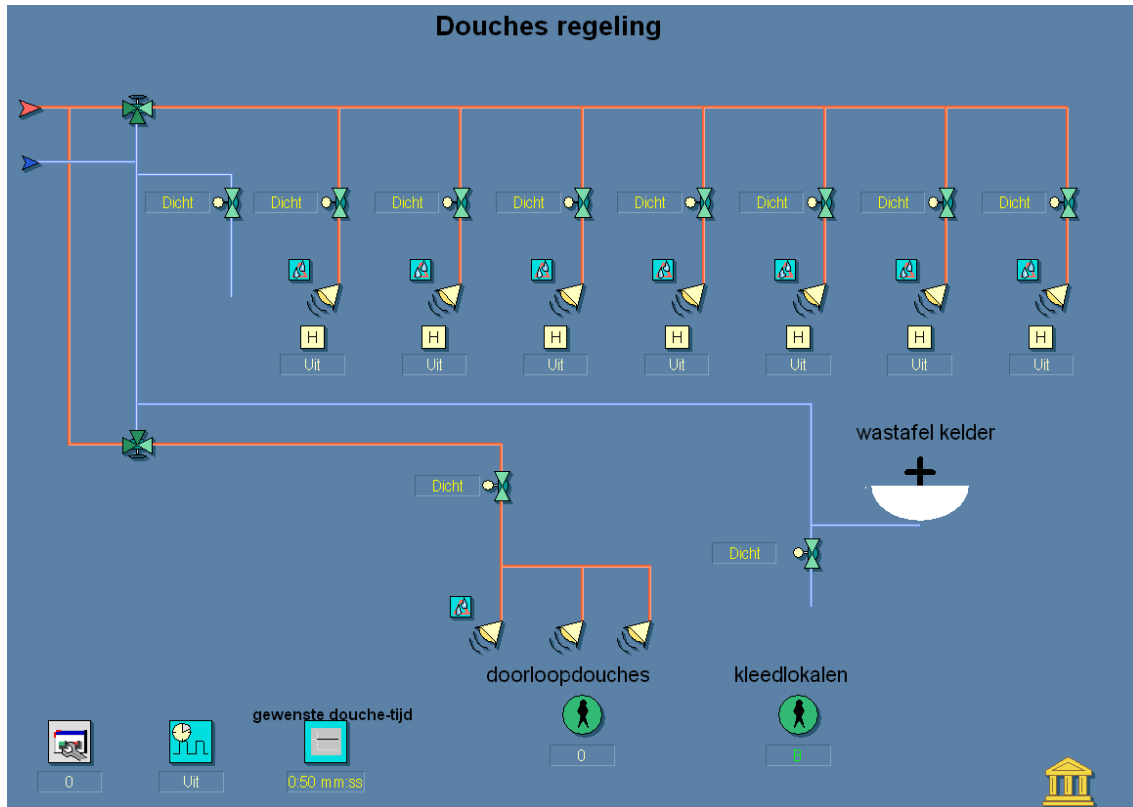 Douches regeling
Dicht Dicht Dicht Dicht Dicht Dicht Dicht Dicht
H H H H H H H
Uit Uit Uit Uit Uit Uit Uit
wastafel kelder
Dicht
Dicht
doorloopdouches kleedlokalen
gewenste douche-tijd
0
0 Uit 0:50 mm:ss